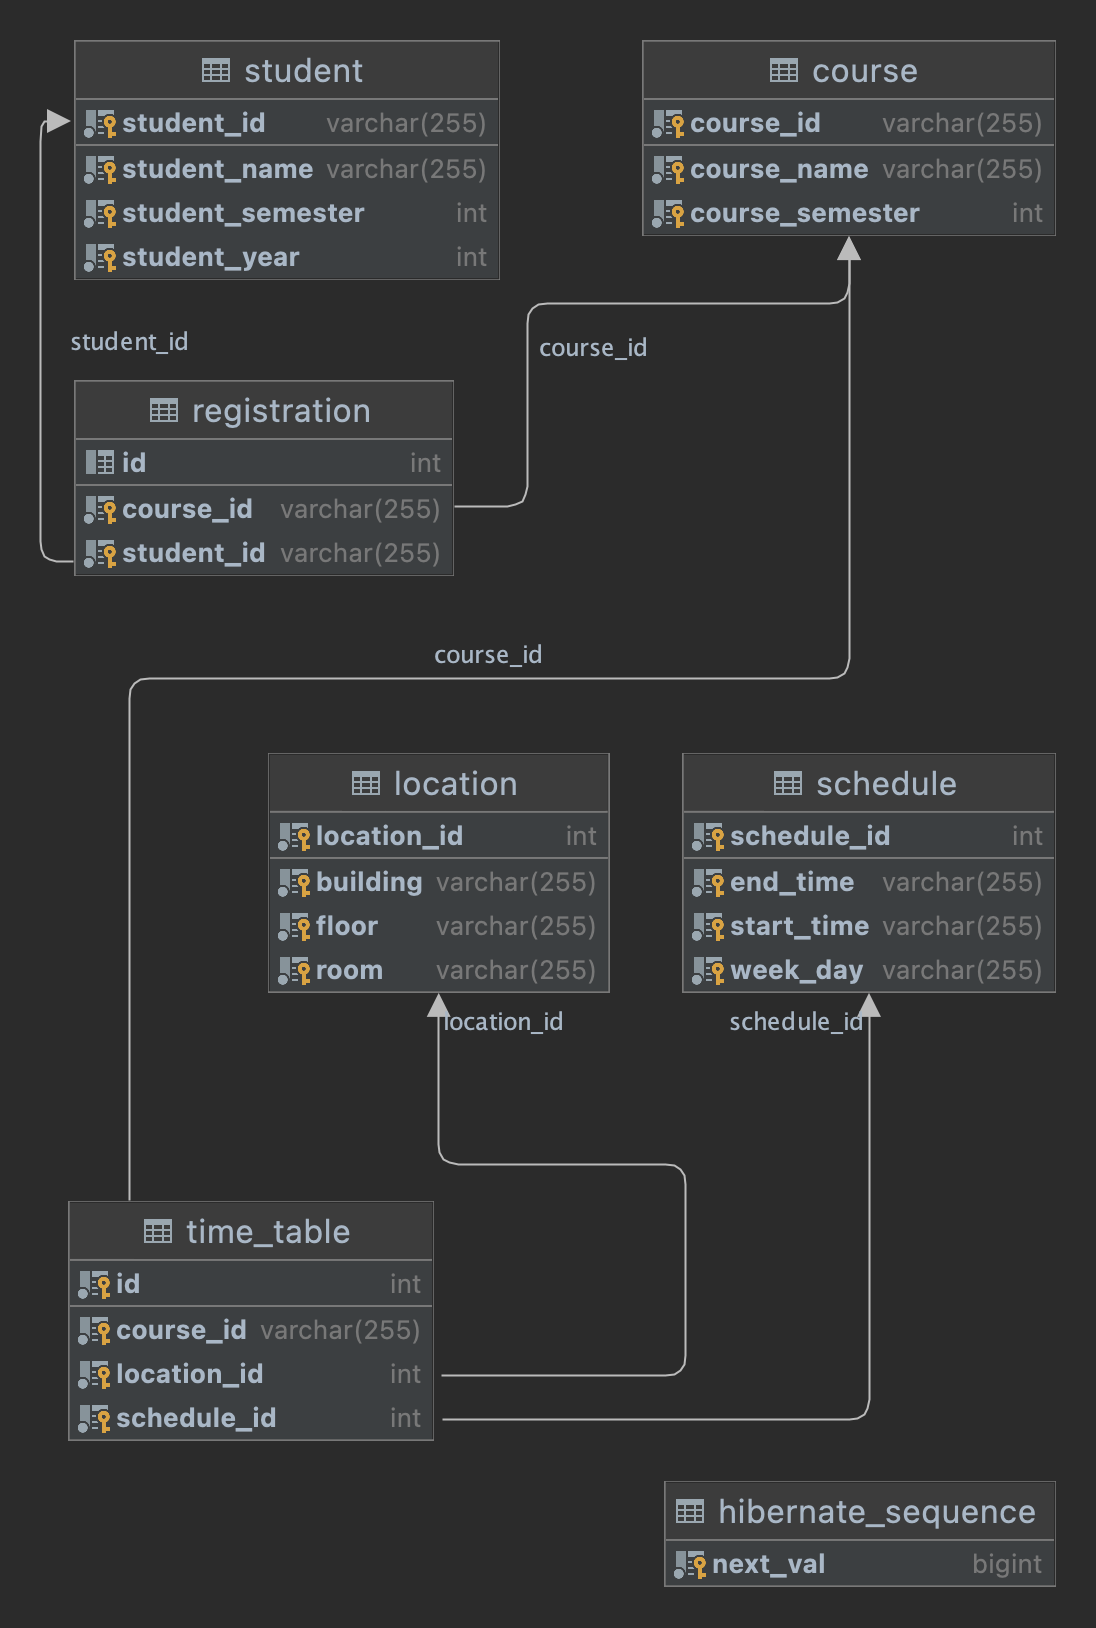 student
student_id varchar(255)
student_name varchar(255)
student_semester int
student_year int
course
course_id varchar(255)
course_name varchar(255)
course_semester int
student_id
course_id
registration
id int
course_id varchar(255)
student_id varchar(255)
course_id
location
location_id int
building varchar(255)
floor varchar(255)
room varchar(255)
schedule
schedule_id int
end_time varchar(255)
start_time varchar(255)
week_day varchar(255)
location_id
schedule_id
time_table
id int
course_id varchar(255)
location_id int
schedule_id int
hibernate_sequence
next_val bigint